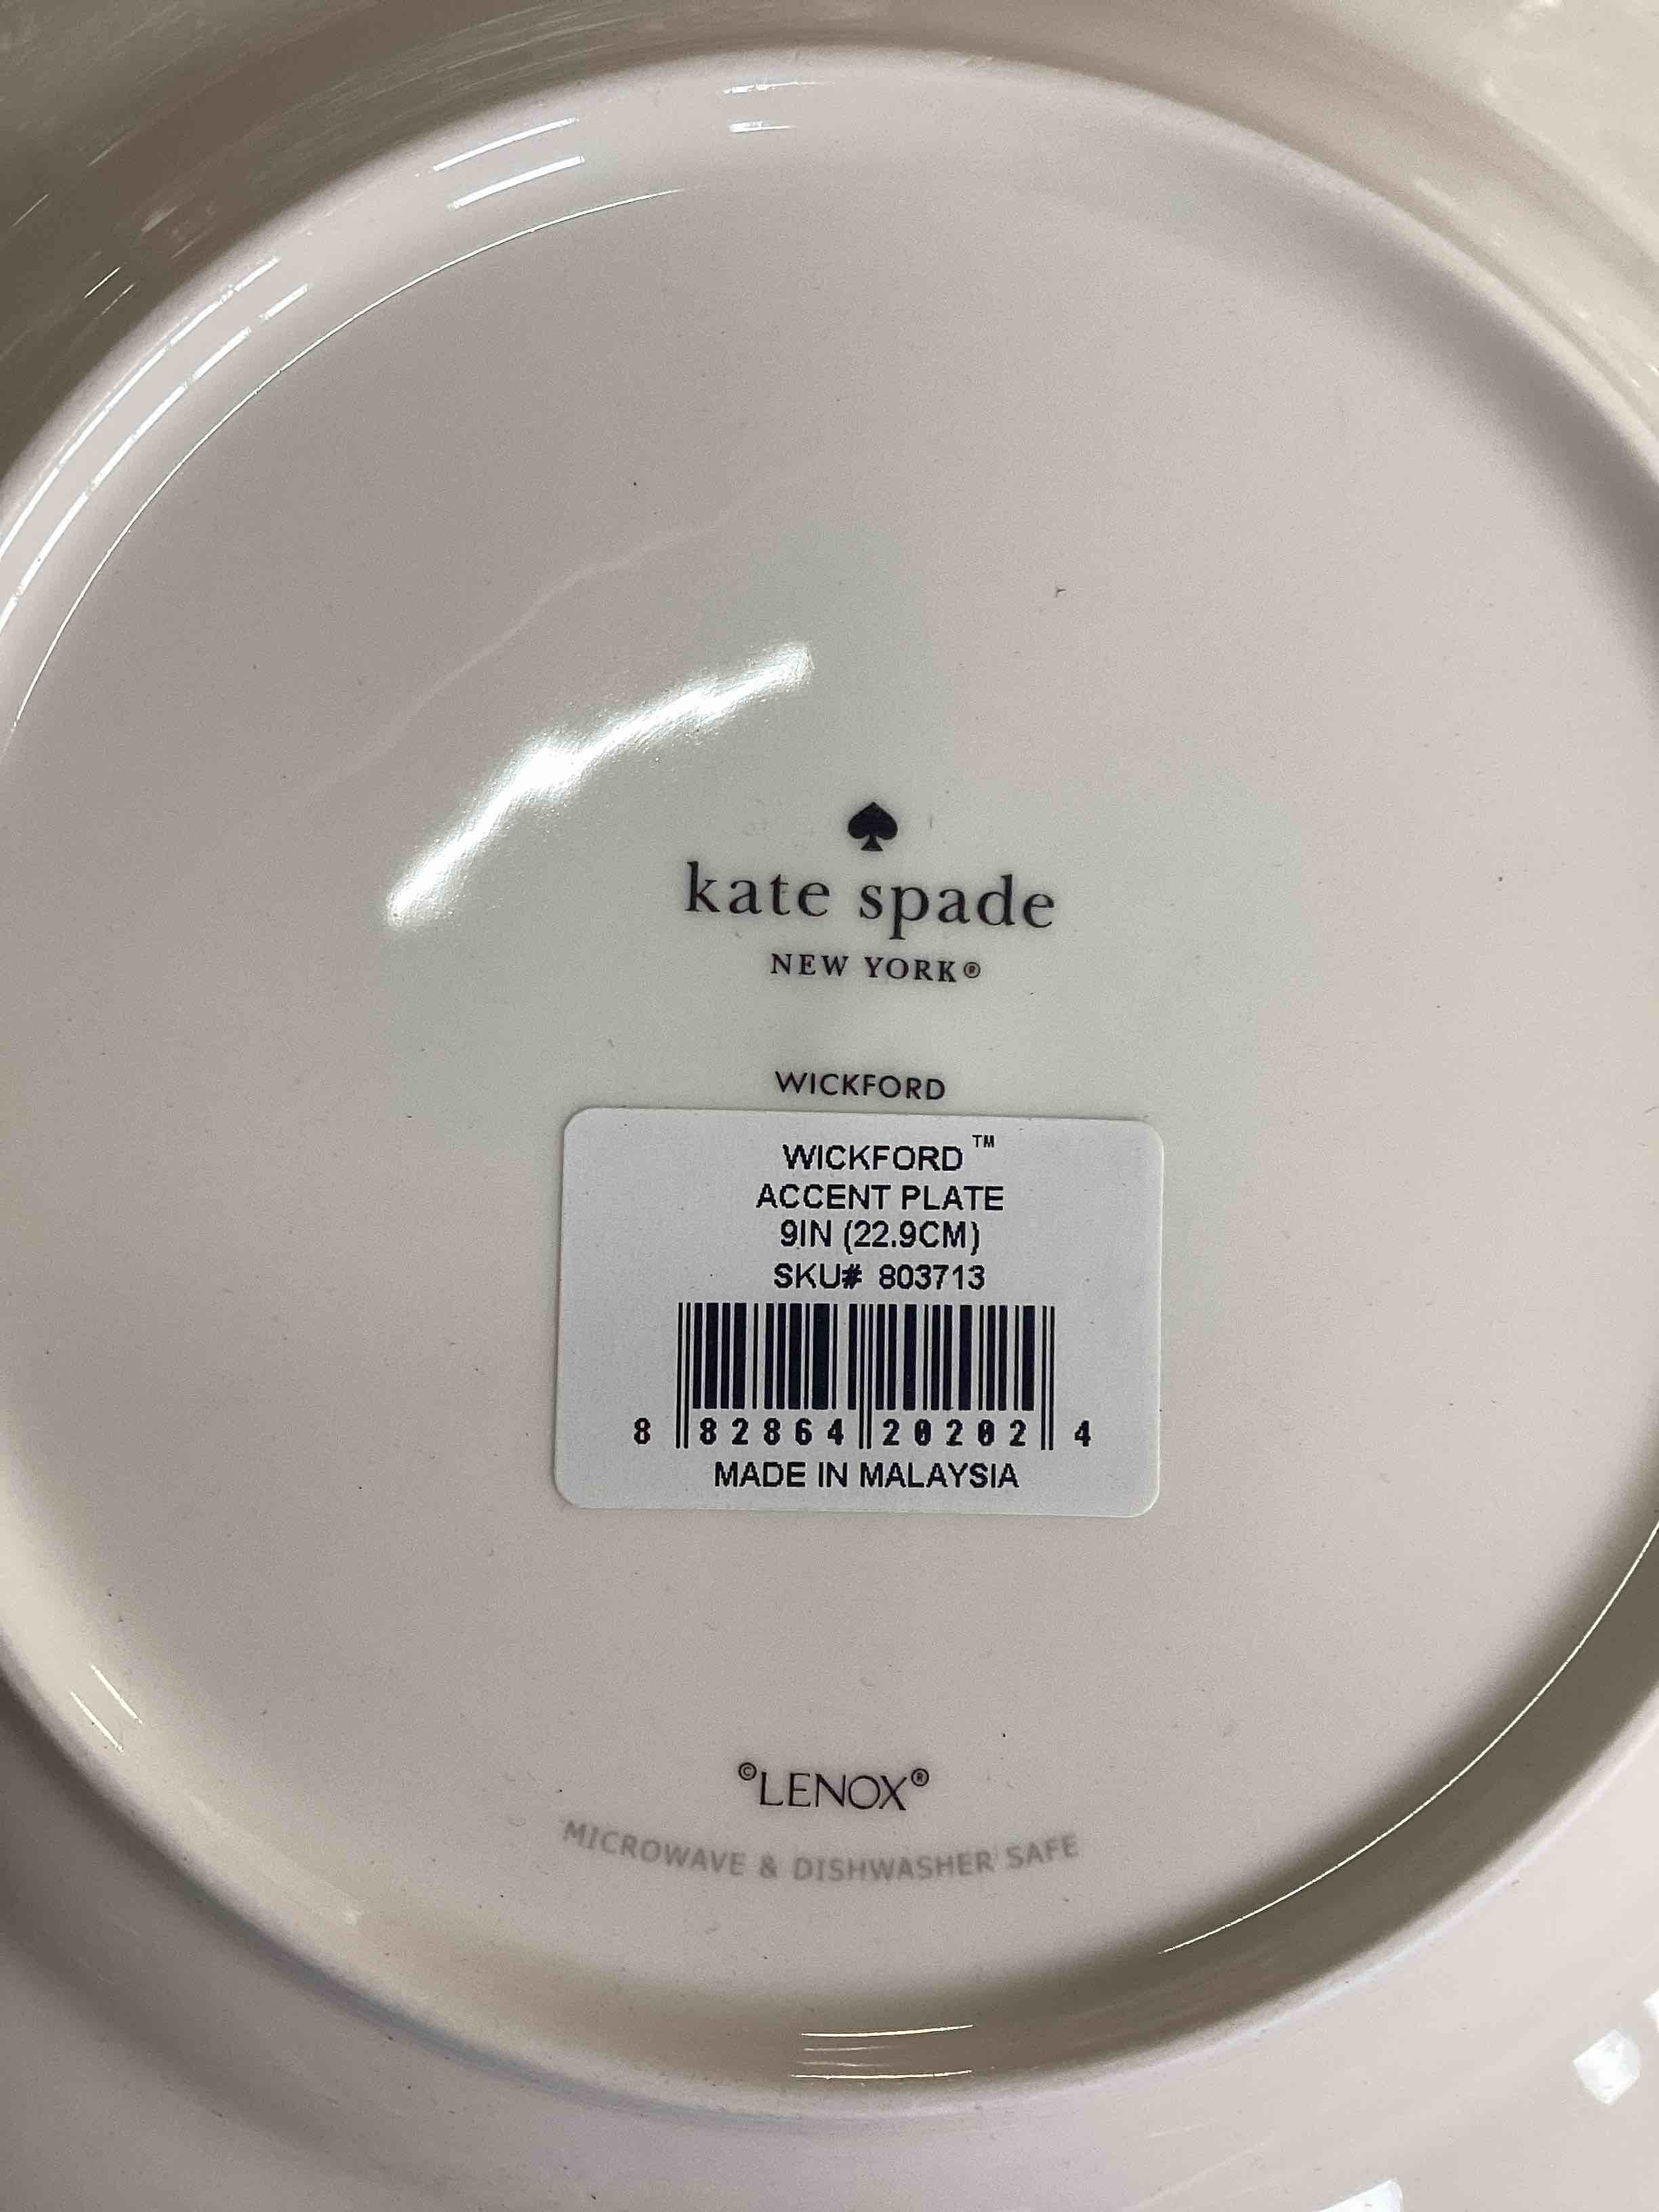 kate spade
NEW YORK®
WICKFORD
WICKFORD™
ACCENT PLATE
9IN (22.9CM)
SKU# 803713
8 82864 20202 4
MADE IN MALAYSIA
©LENOX®
MICROWAVE & DISHWASHER SAFE